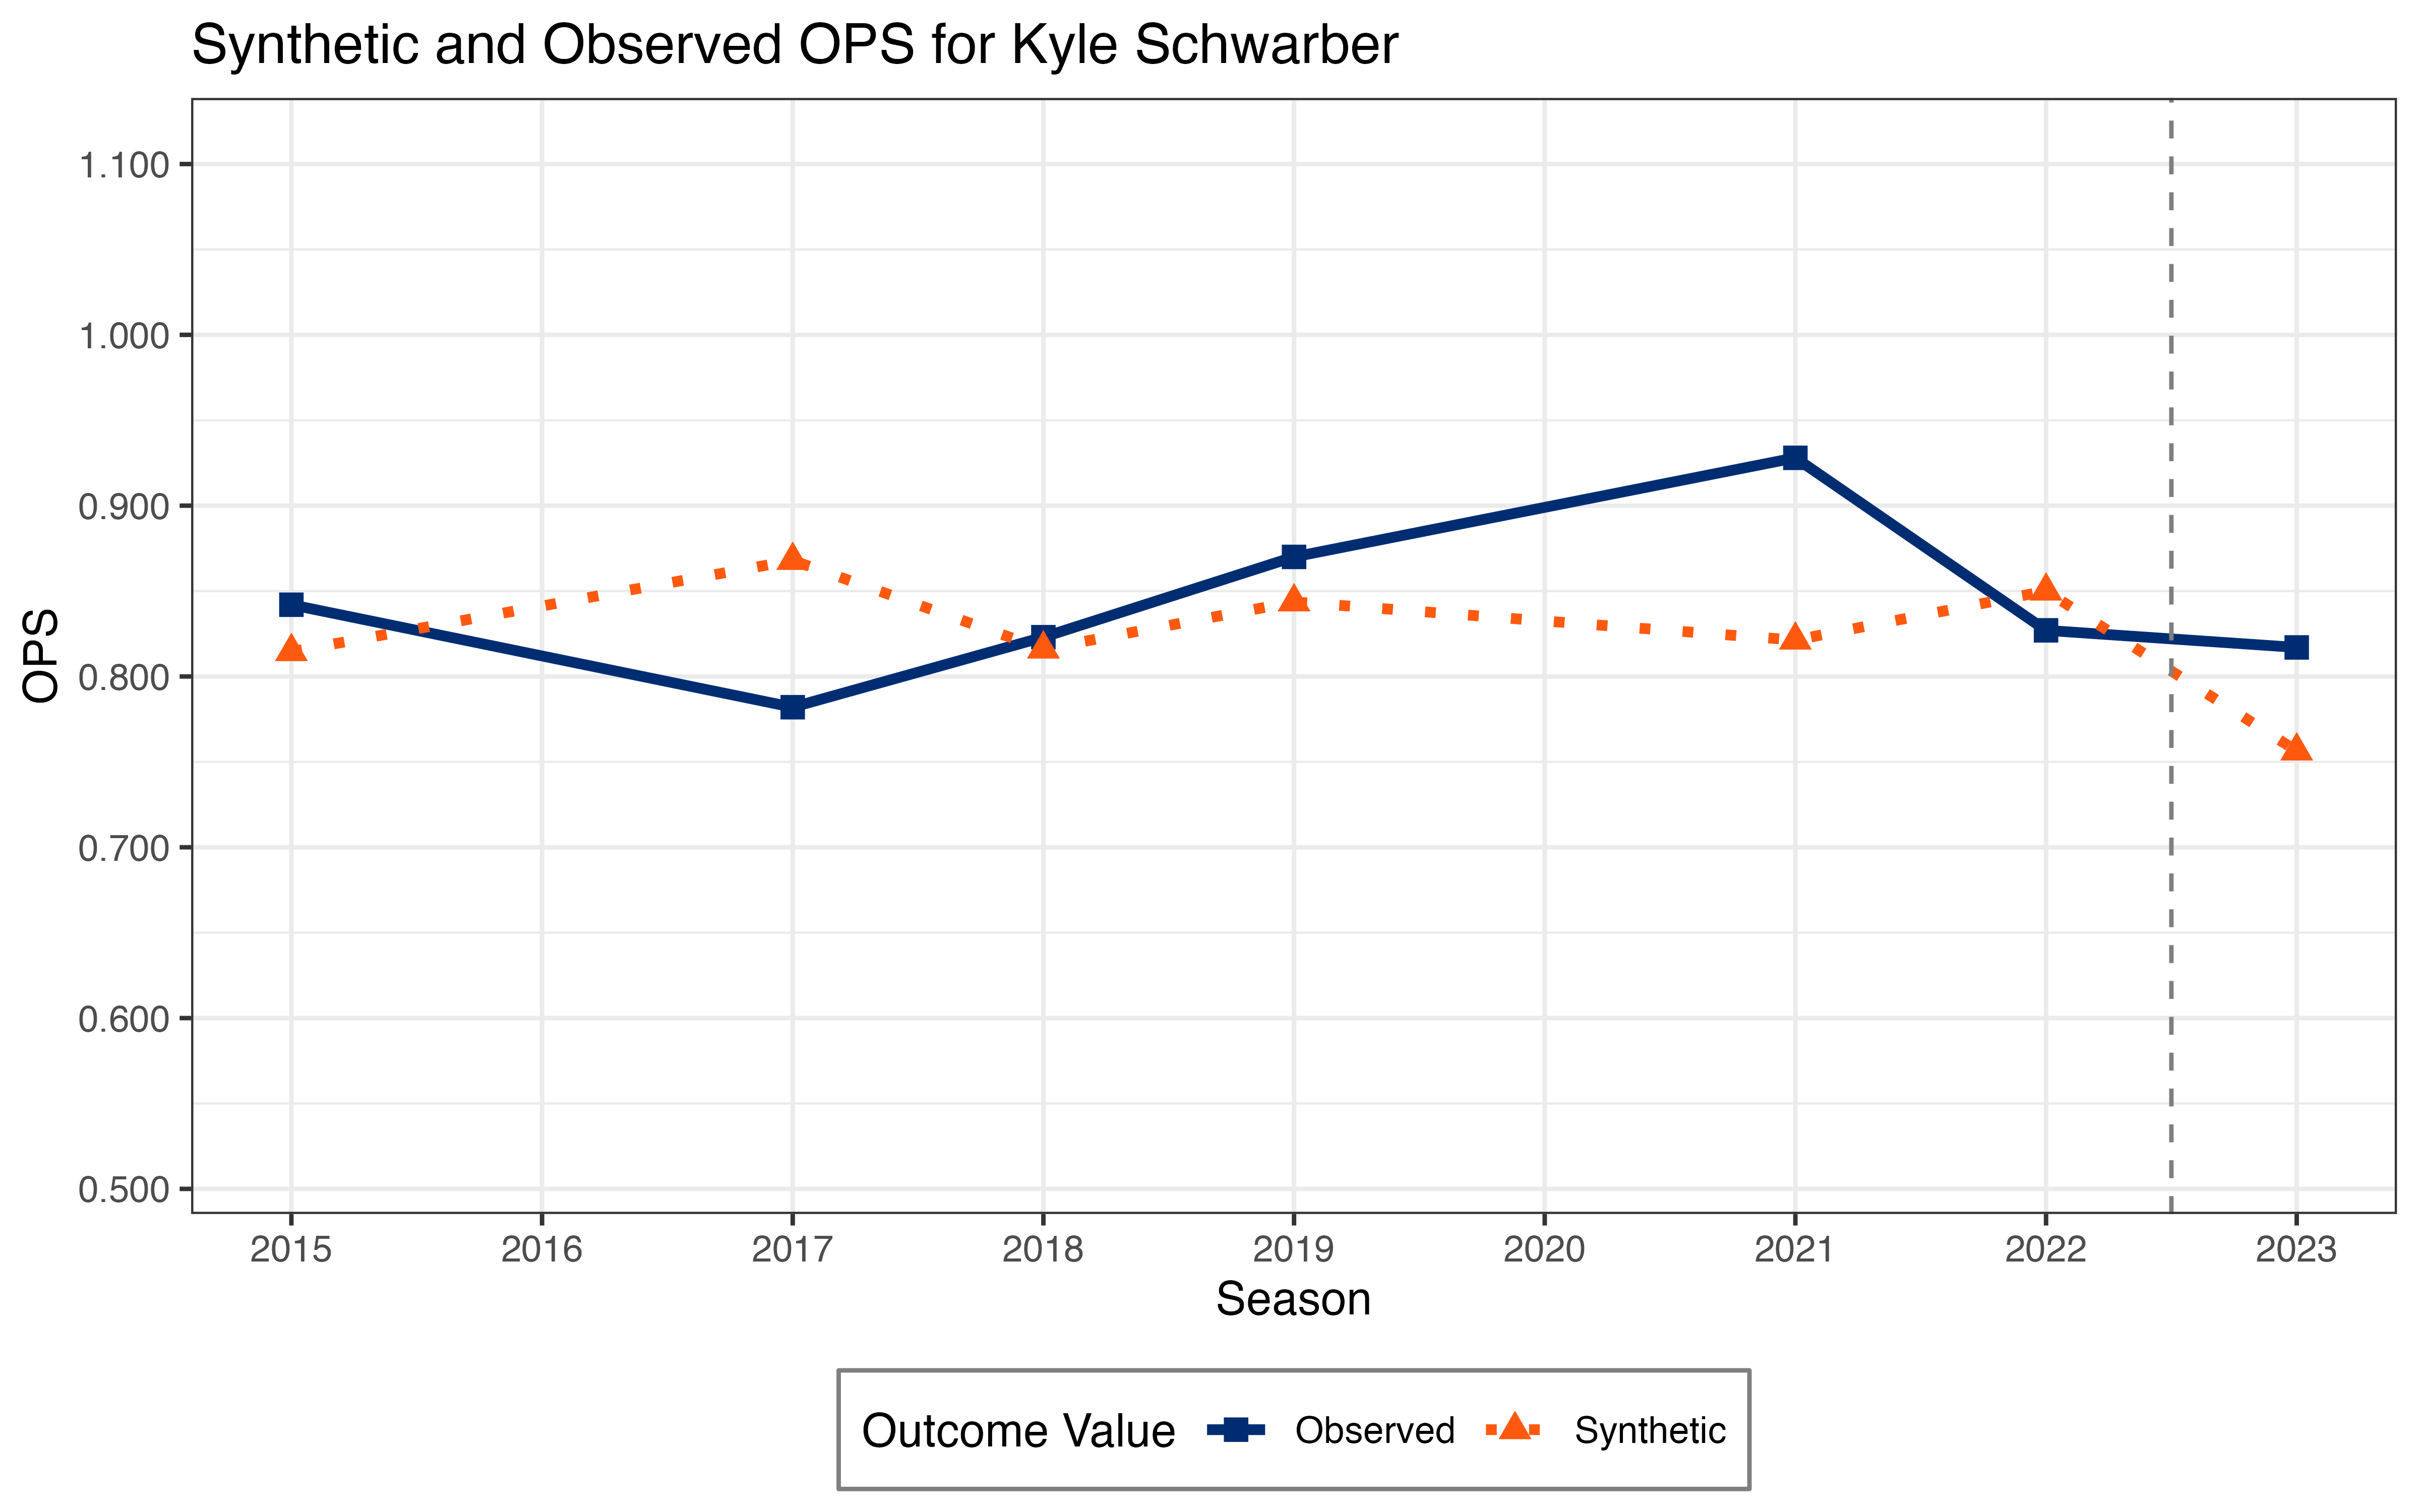 Synthetic and Observed OPS for Kyle Schwarber
1.100
1.000
0.900
0.800
0.700
0.600
0.500
OPS
2015 2016 2017 2018 2019 2020 2021 2022 2023
Season
Outcome Value Observed Synthetic